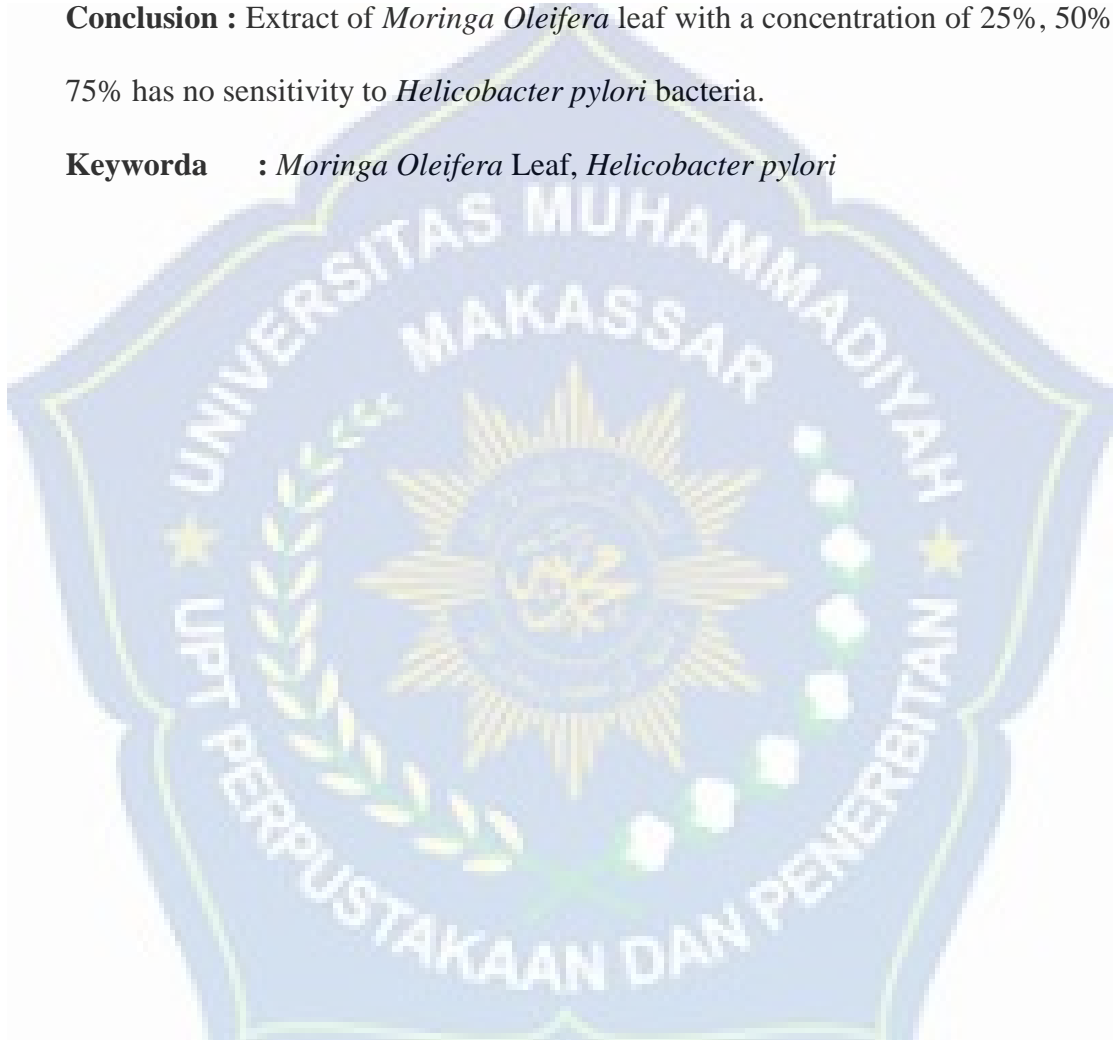 Conclusion : Extract of Moringa Oleifera leaf with a concentration of 25%, 50%
75% has no sensitivity to Helicobacter pylori bacteria.
Keyworda : Moringa Oleifera Leaf, Helicobacter pylori
UNIVERSITAS MUHAMMADIYAH
MAKASSAR
UPT PERPUSTAKAAN DAN PENERBITAN